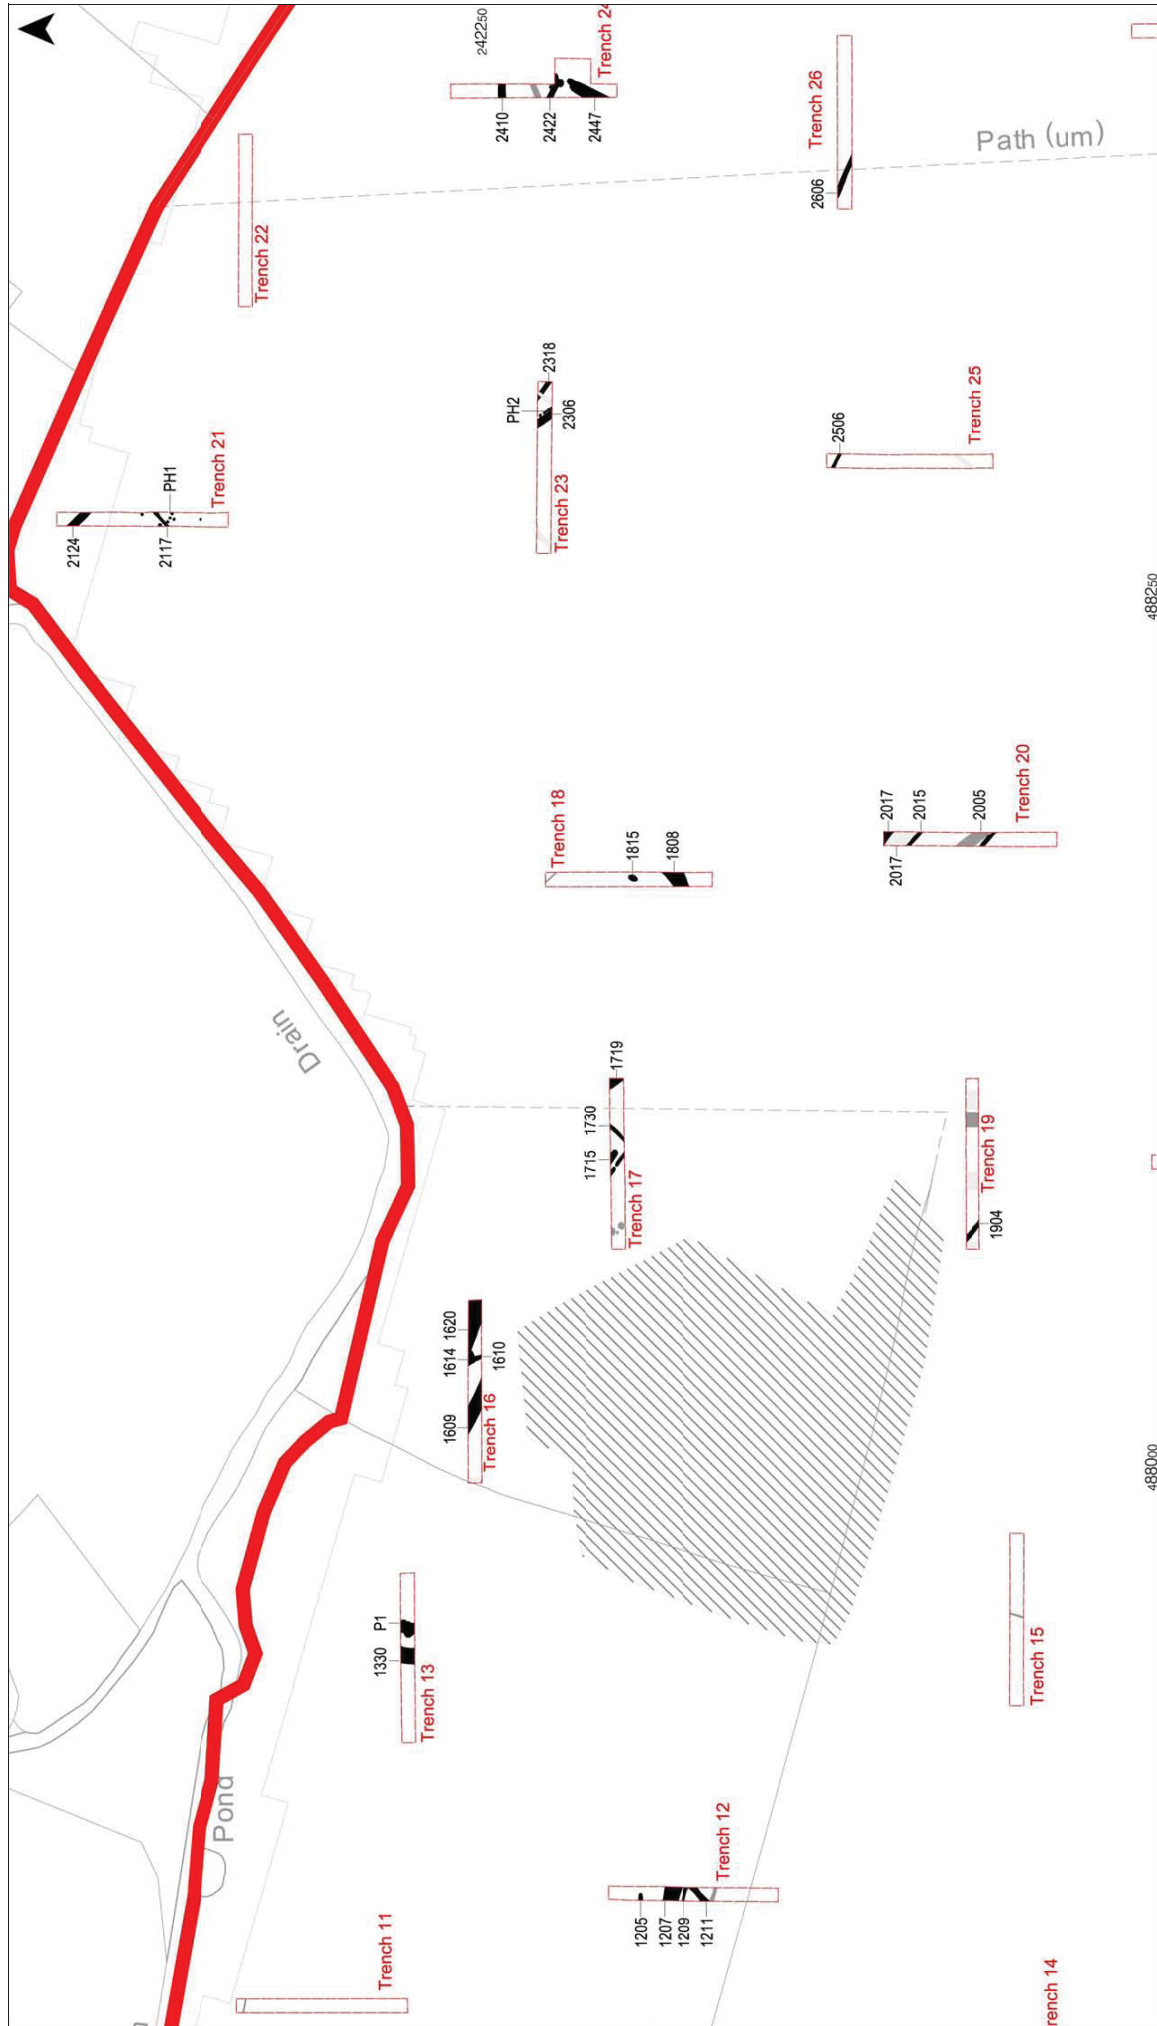 242250
Trench 24
2410
2422
2447
Trench 26
Path (um)
2606
Trench 22
PH2
2318
2306
Trench 23
2506
Trench 25
PH1
Trench 21
2124
2117
488250
Trench 18
1815
1808
2017
2015
2005
Trench 20
2017
Drain
1719
1730
1715
Trench 17
Trench 19
1904
1620
1614
1610
1609
Trench 16
488000
P1
1330
Trench 13
Trench 15
Pond
Trench 12
1205
1207
1209
1211
Trench 11
rench 14